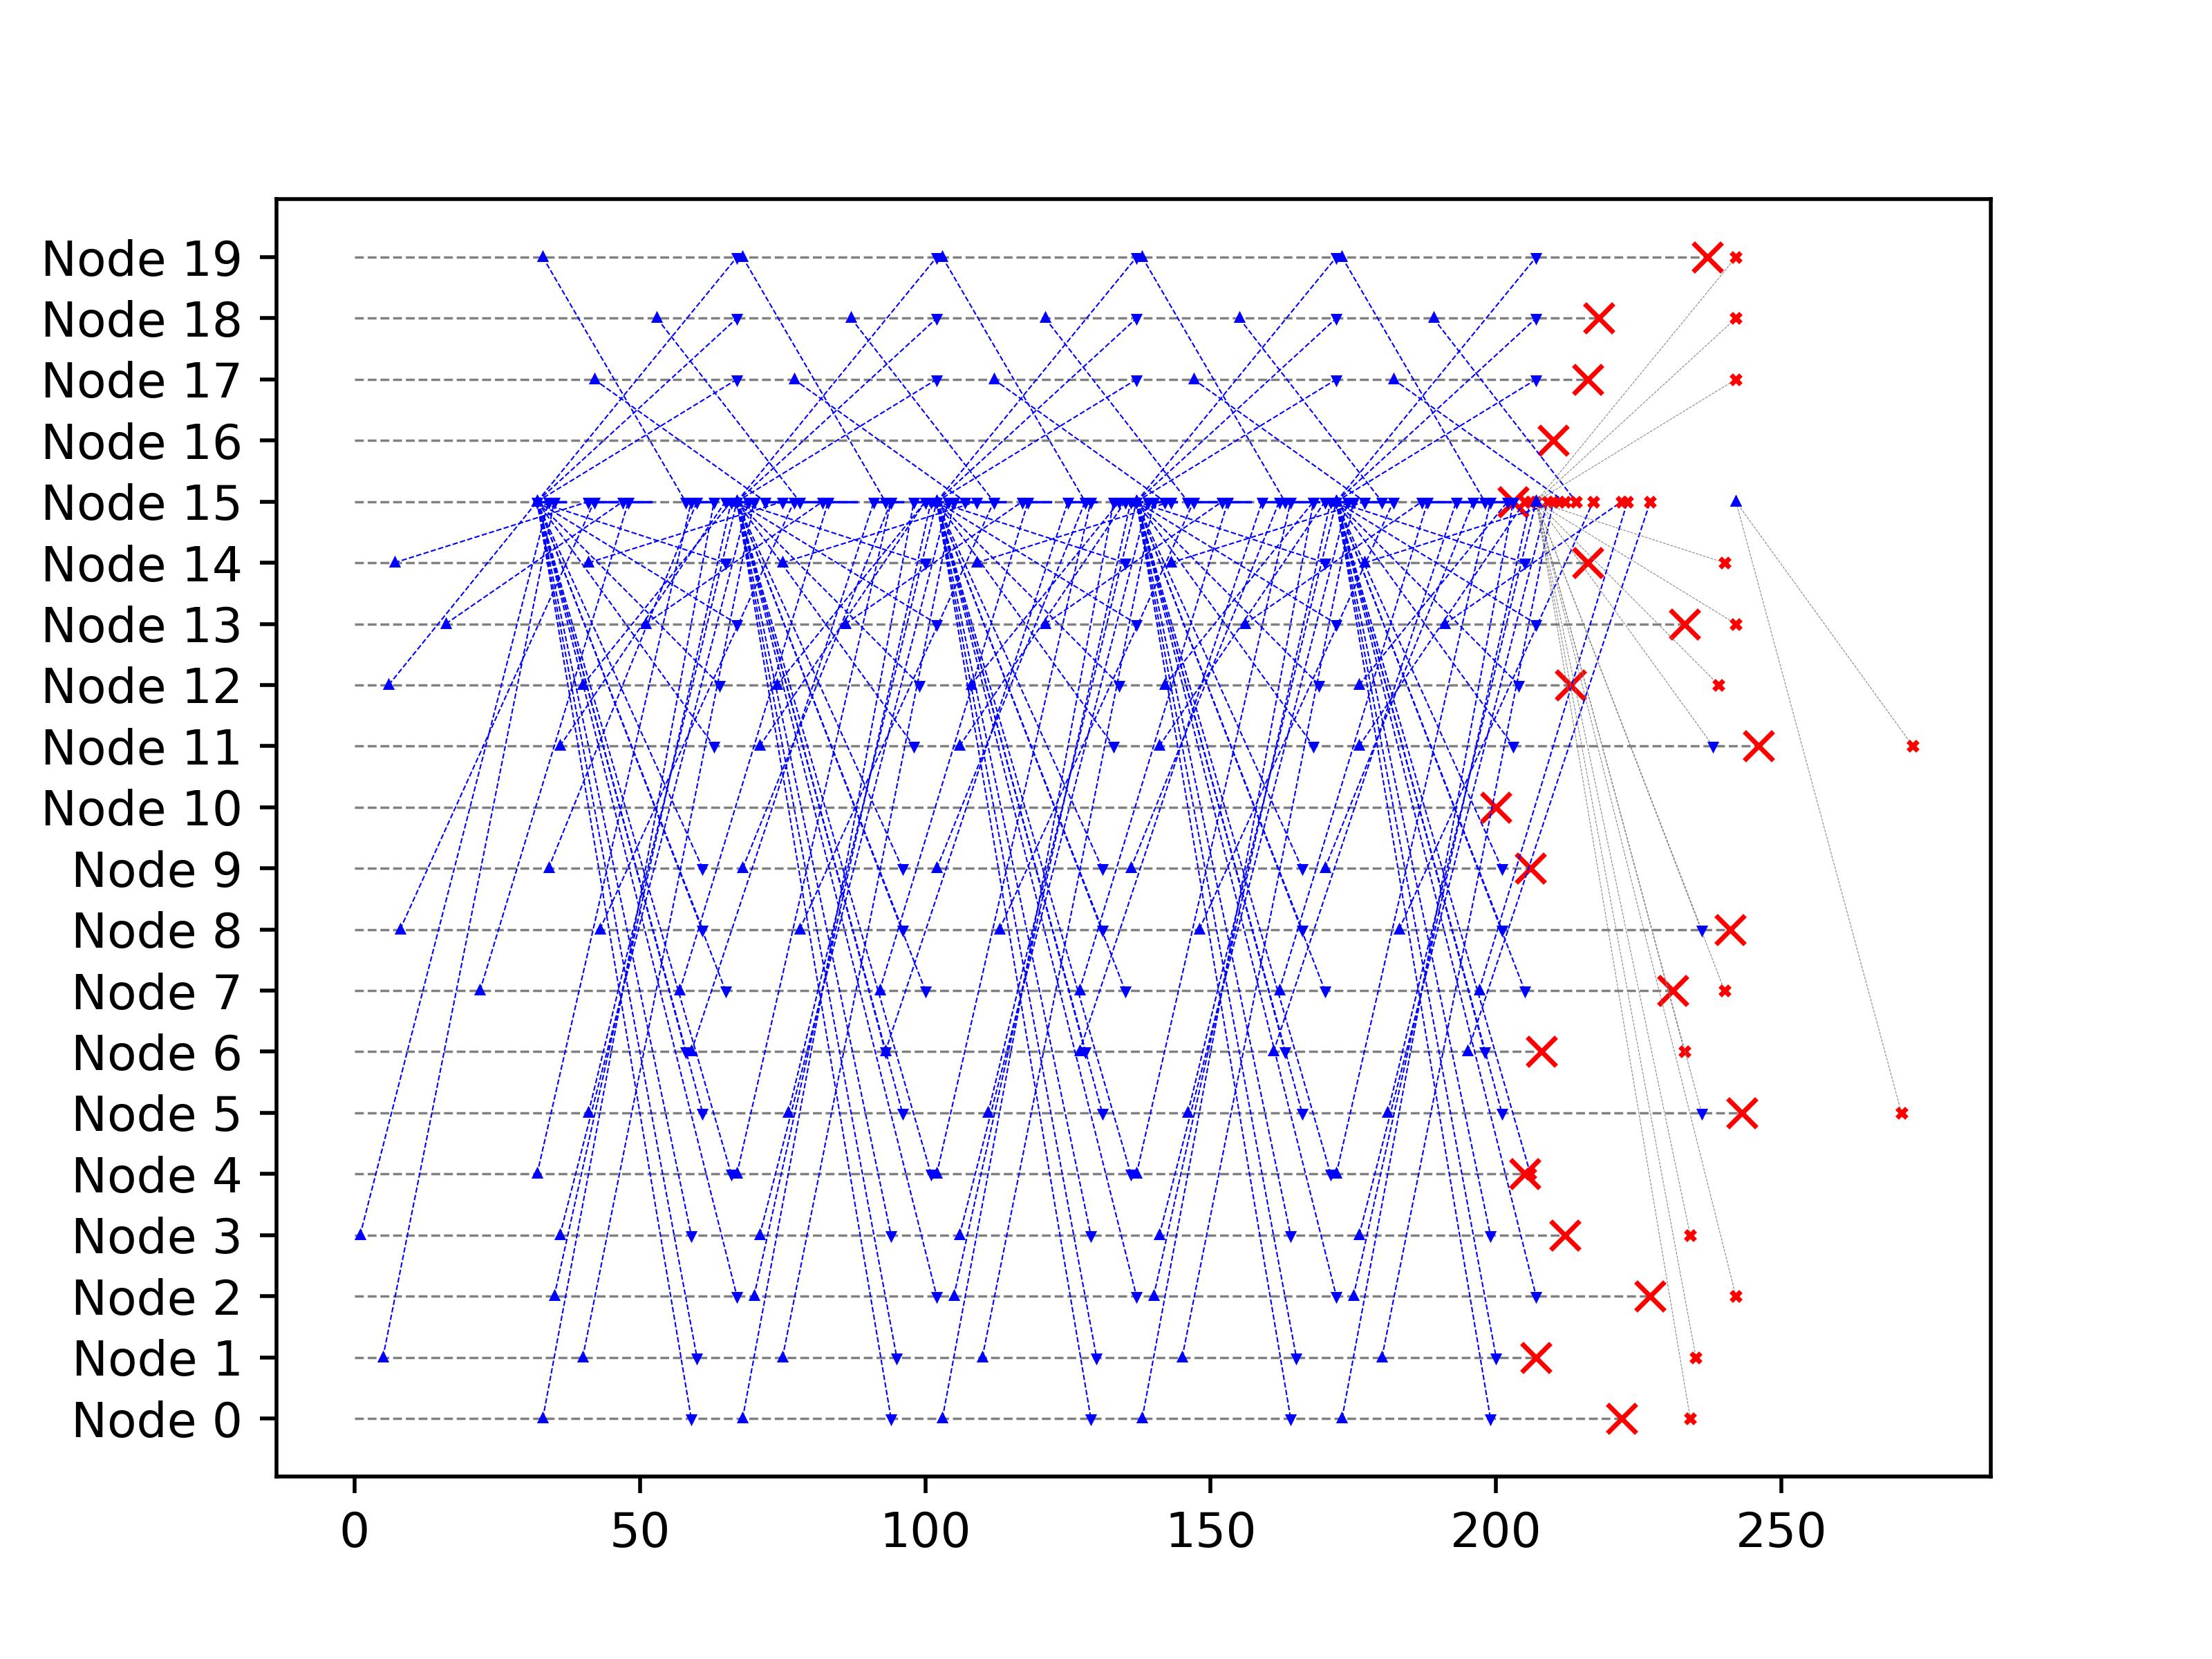 Node 19
Node 18
Node 17
Node 16
Node 15
Node 14
Node 13
Node 12
Node 11
Node 10
Node 9
Node 8
Node 7
Node 6
Node 5
Node 4
Node 3
Node 2
Node 1
Node 0
0 50 100 150 200 250